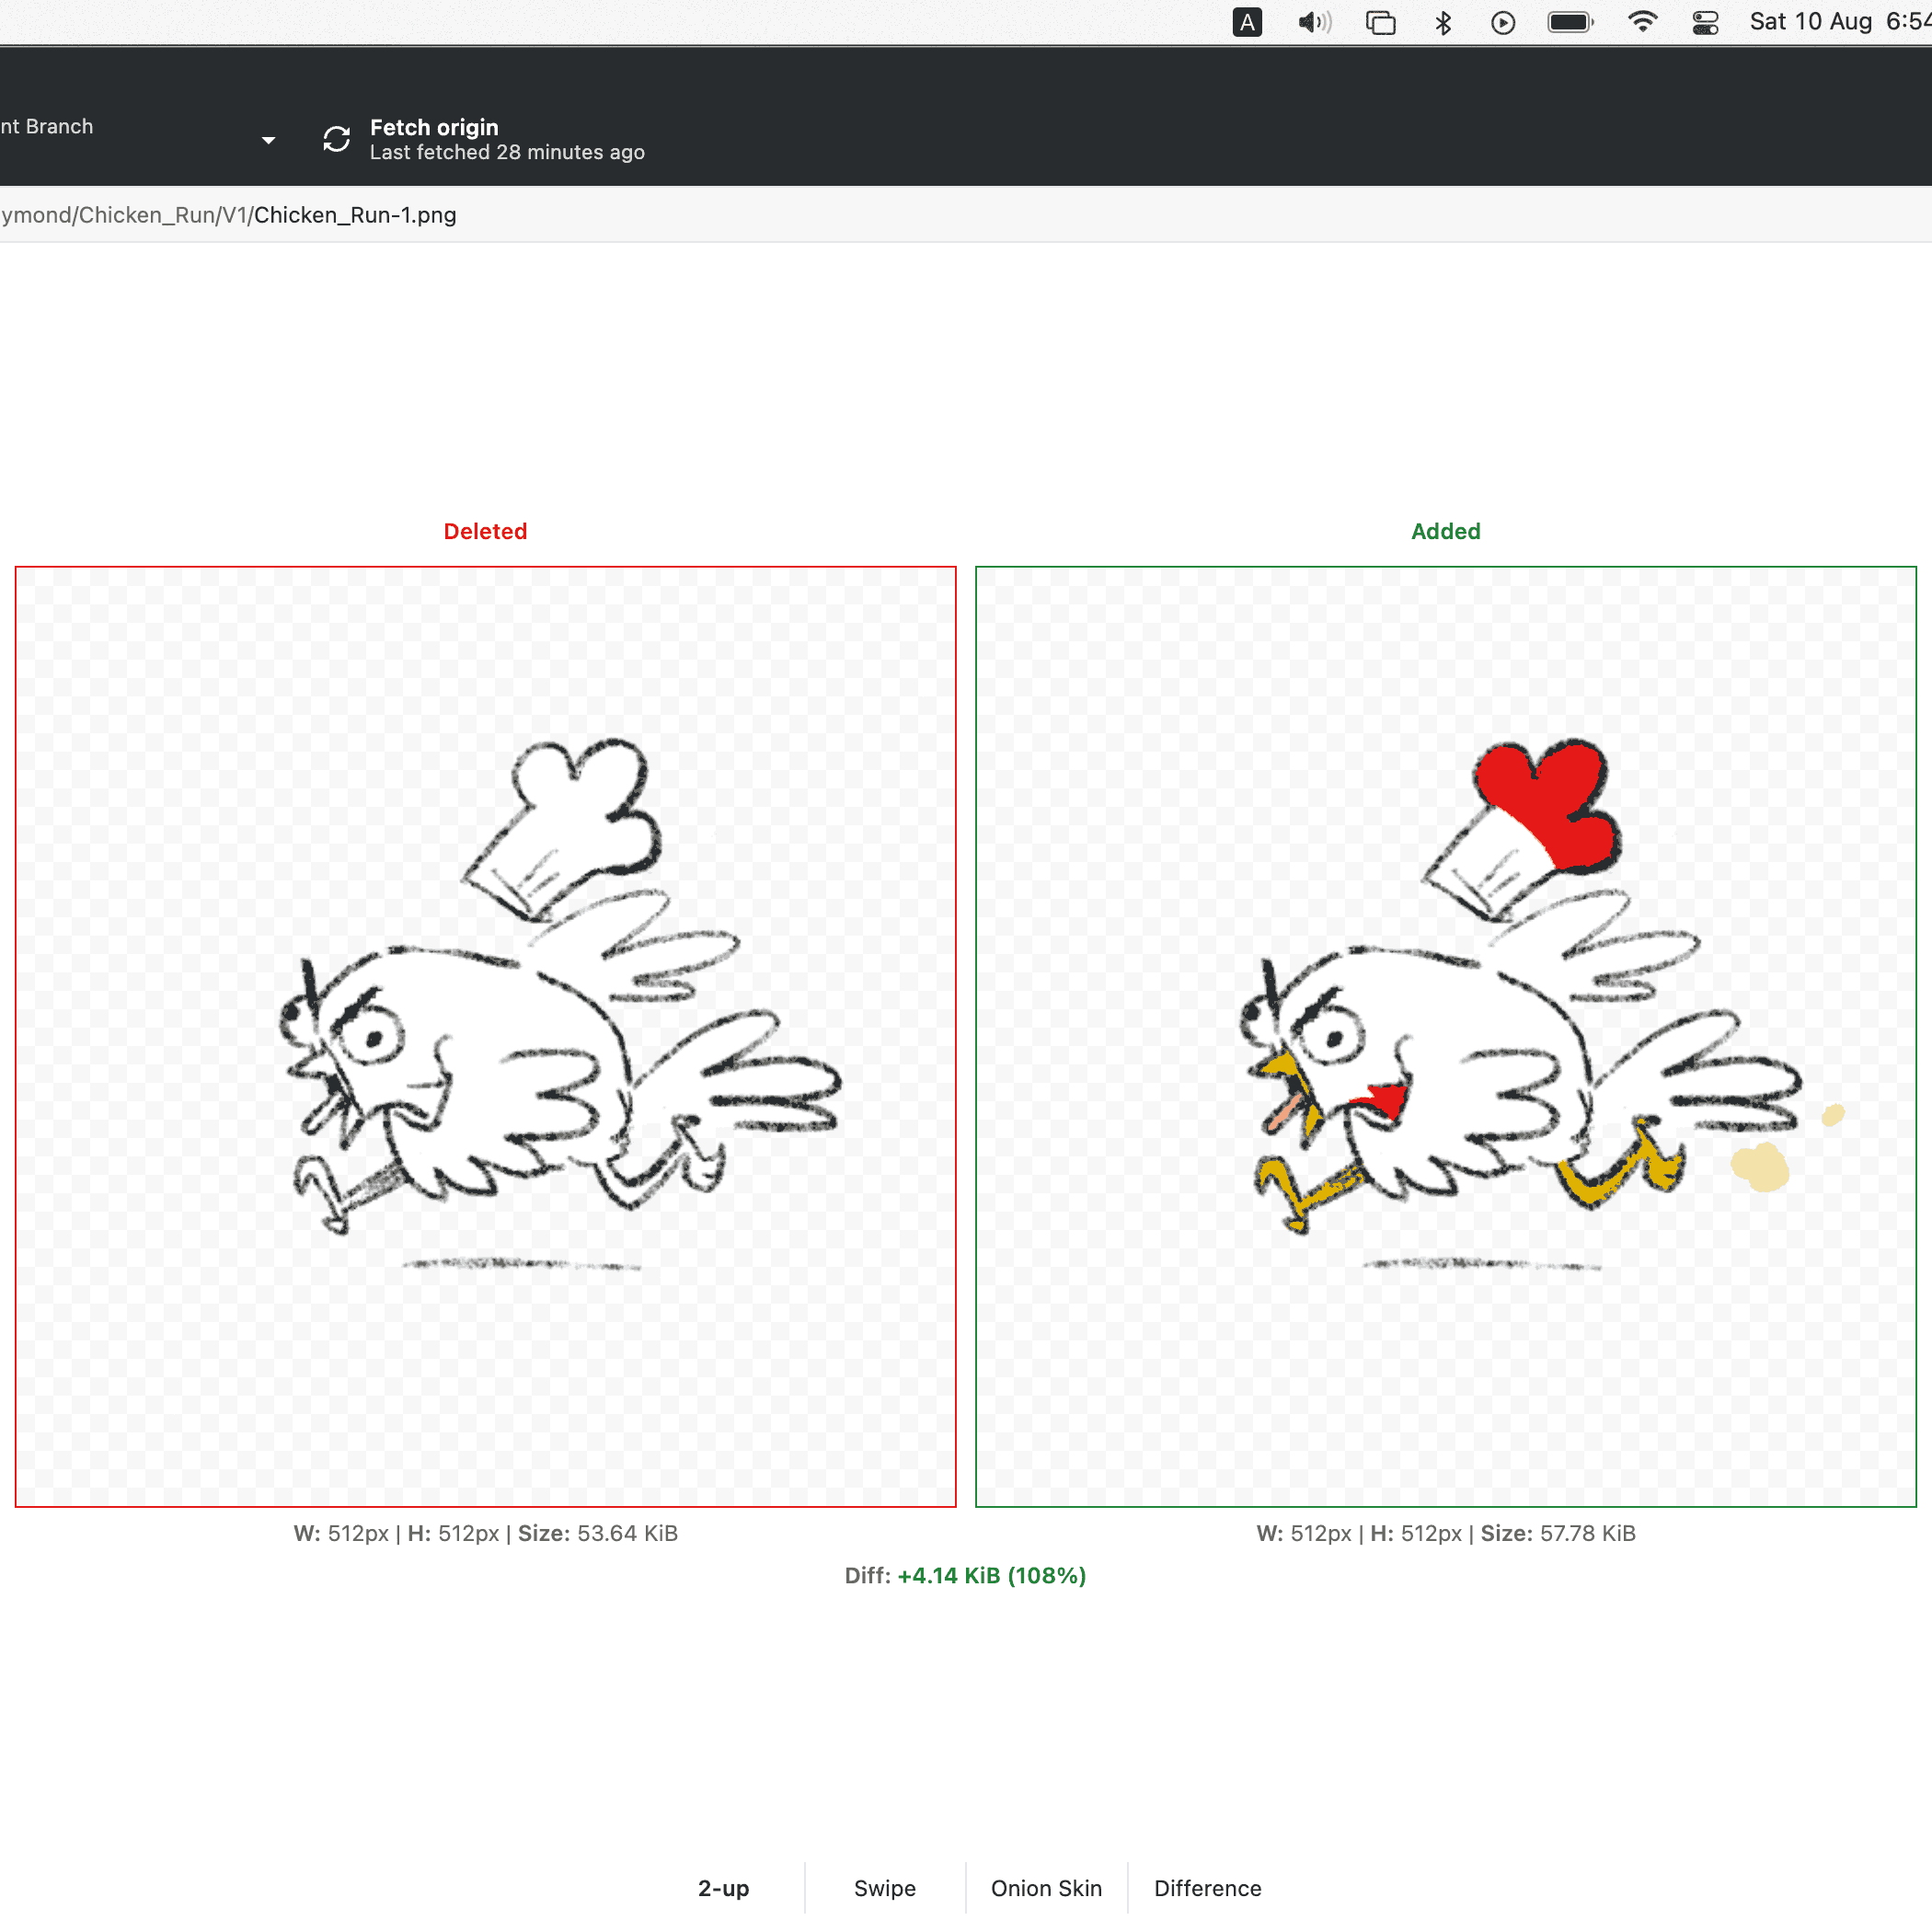 A
Sat 10 Aug 6:54
nt Branch
Fetch origin
Last fetched 28 minutes ago
ymond/Chicken_Run/V1/Chicken_Run-1.png
Deleted
Added
W: 512px | H: 512px | Size: 53.64 KiB
W: 512px | H: 512px | Size: 57.78 KiB
Diff: +4.14 KiB (108%)
2-up
Swipe
Onion Skin
Difference